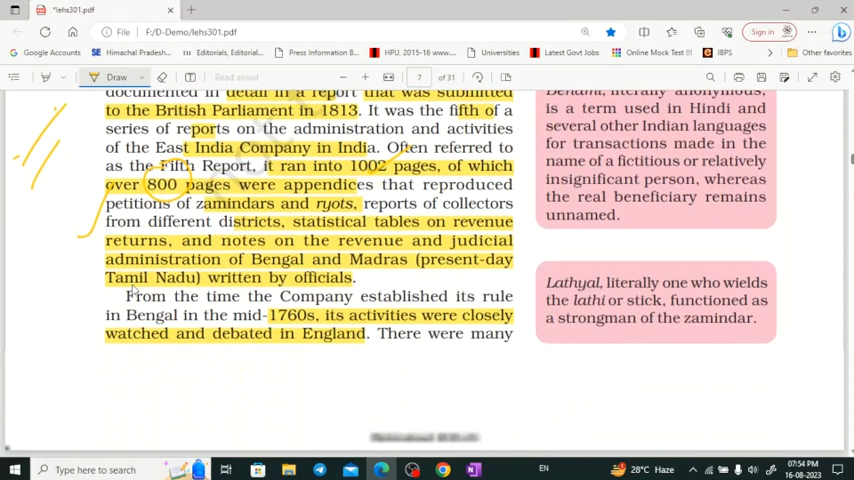 *lehs301.pdf
File
F:/D-Demo/lehs301.pdf
Sign in
Google Accounts
Himachal Pradesh...
Editorials, Editorial...
Press Information B...
HPU, 2015-16 www....
Universities
Latest Govt Jobs
Online Mock Test!!...
IBPS
Other favorites
Draw
Read aloud
7
of 31
documented in detail in a report that was submitted
to the British Parliament in 1813. It was the fifth of a
series of reports on the administration and activities
of the East India Company in India. Often referred to
as the Fifth Report, it ran into 1002 pages, of which
over 800 pages were appendices that reproduced
petitions of zamindars and ryots, reports of collectors
from different districts, statistical tables on revenue
returns, and notes on the revenue and judicial
administration of Bengal and Madras (present-day
Tamil Nadu) written by officials.
From the time the Company established its rule
in Bengal in the mid-1760s, its activities were closely
watched and debated in England. There were many
Benami, literally anonymous,
is a term used in Hindi and
several other Indian languages
for transactions made in the
name of a fictitious or relatively
insignificant person, whereas
the real beneficiary remains
unnamed.
Lathyal, literally one who wields
the lathi or stick, functioned as
a strongman of the zamindar.
Type here to search
EN
28°C Haze
07:54 PM
16-08-2023